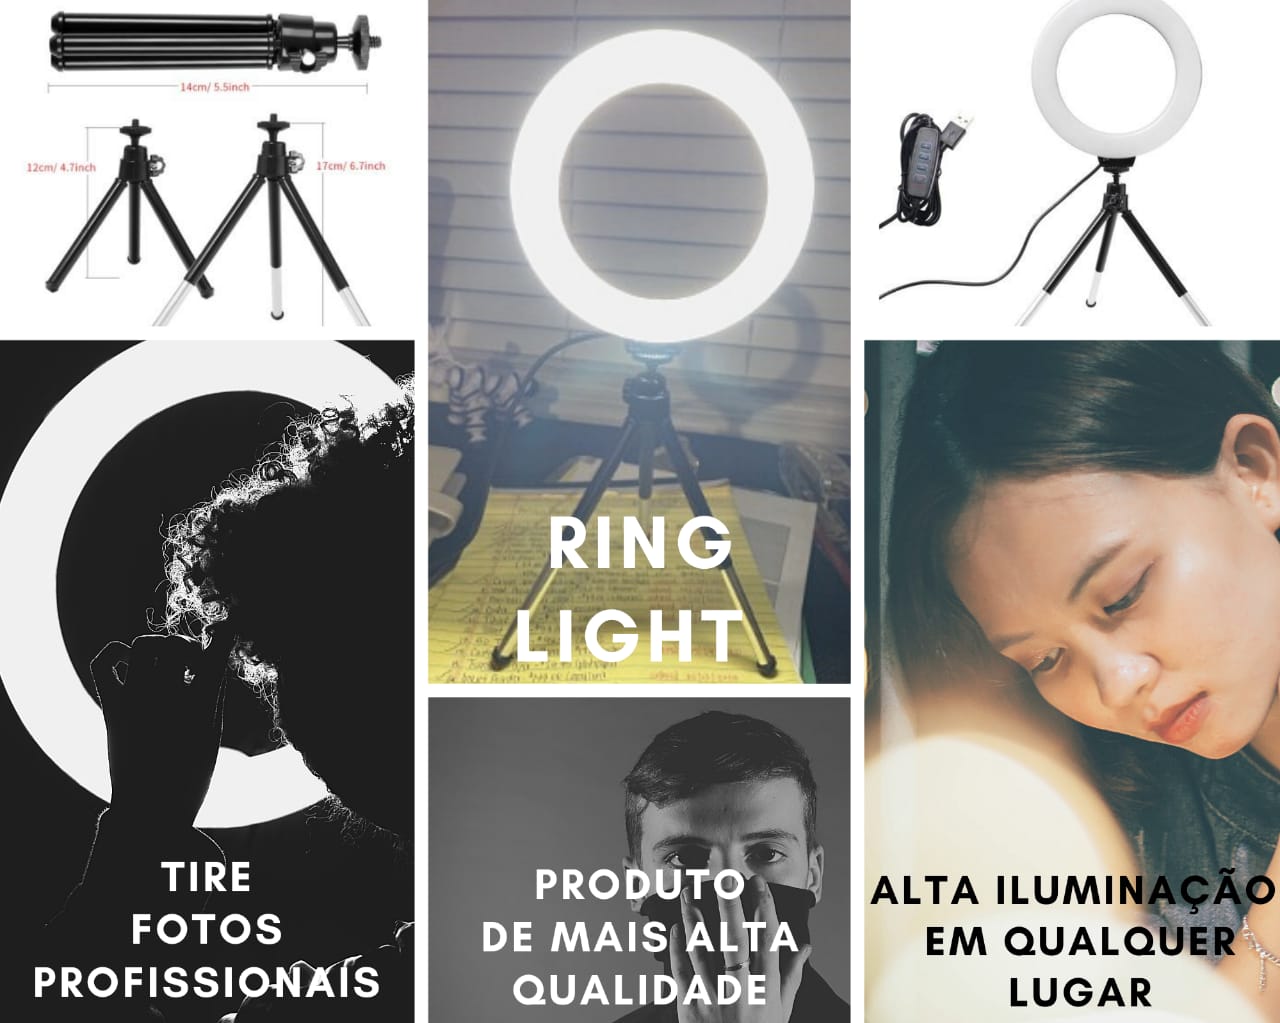 14cm/ 5.5inch
12cm/ 4.7inch
17cm/ 6.7inch
RING
LIGHT
TIRE
FOTOS
PROFISSIONAIS
PRODUTO
DE MAIS ALTA
QUALIDADE
ALTA ILUMINAÇÃO
EM QUALQUER
LUGAR